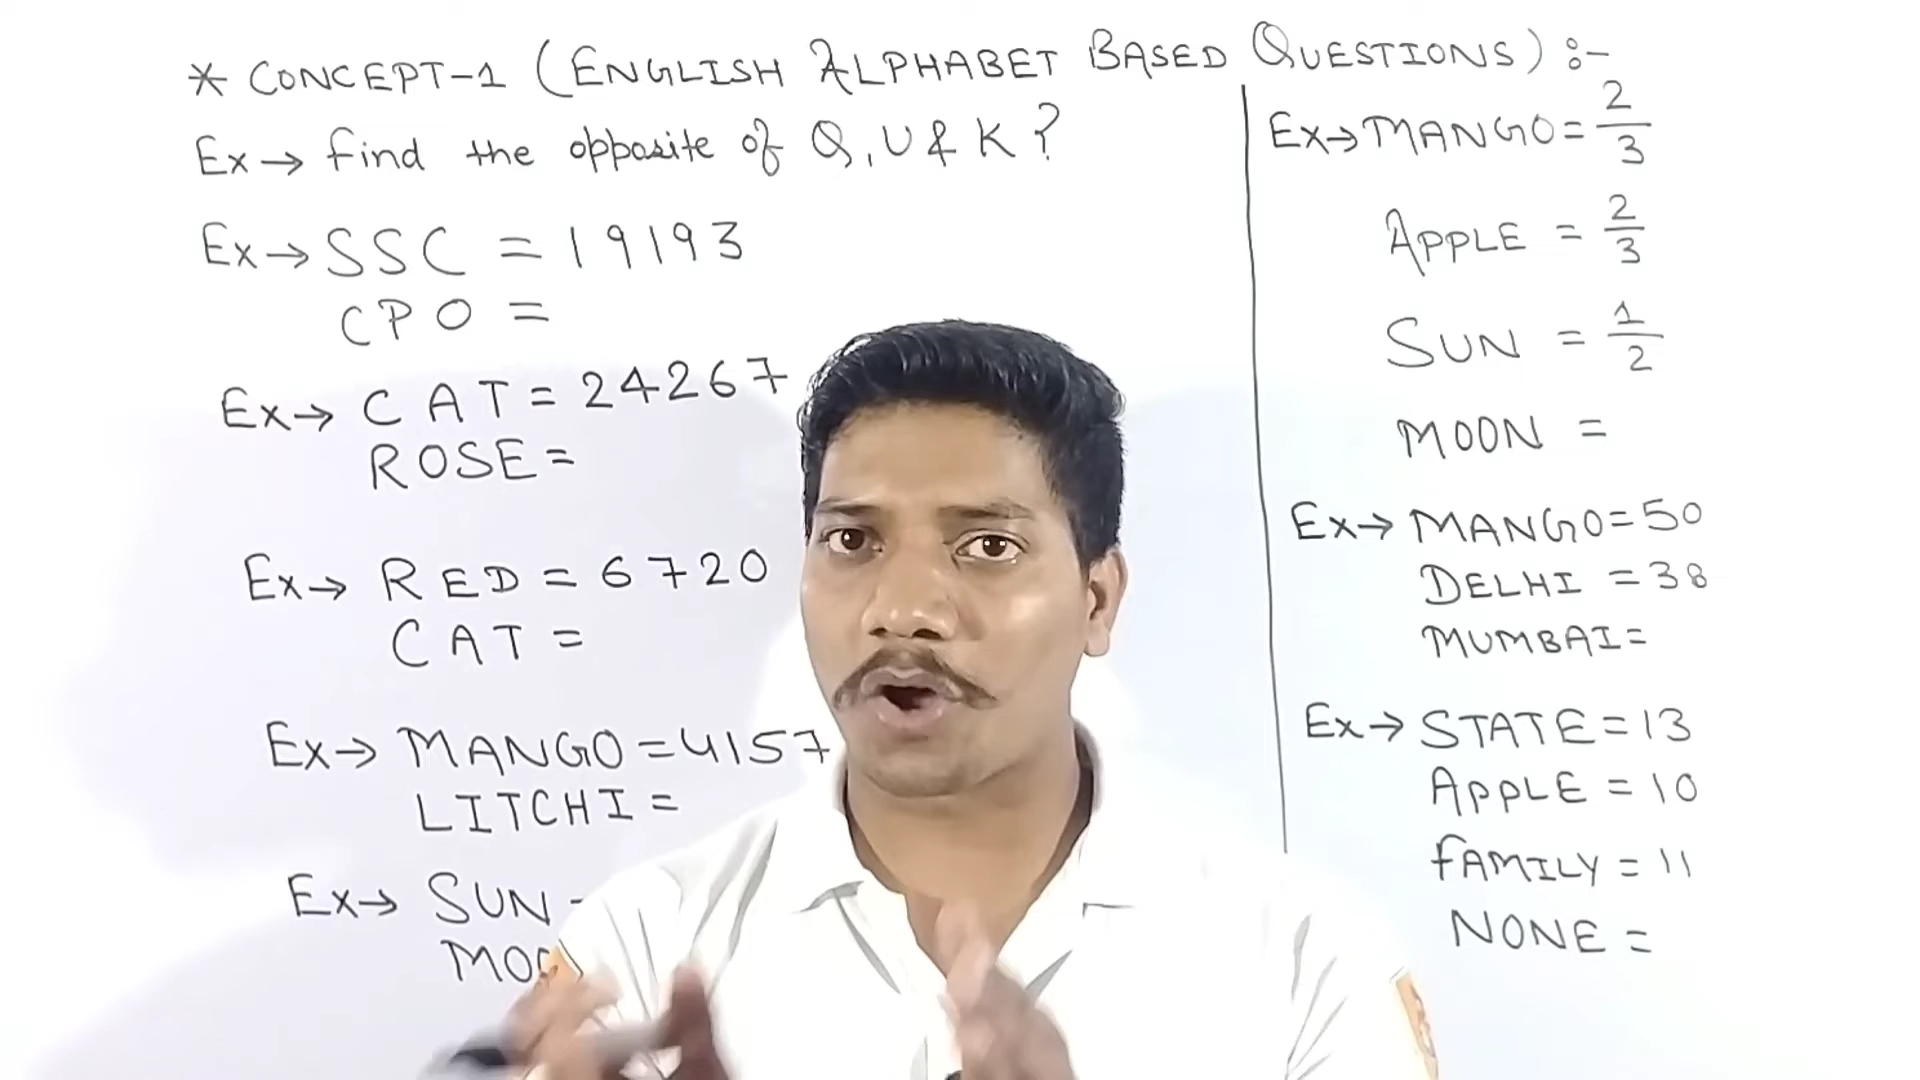 * CONCEPT-1 (ENGLISH ALPHABET BASED QUESTIONS) :-
Ex→ find the opposite of Q, U & K?
Ex→ SSC = 19193
CPO =
Ex→ CAT = 24267
ROSE =
Ex→ RED = 6720
CAT =
Ex→ MANGO = 4157
LITCHI =
Ex→ SUN
Ex→ MANGO = 2/3
APPLE = 2/3
SUN = 1/2
MOON =
Ex→ MANGO = 50
DELHI = 38
MUMBAI =
Ex→ STATE = 13
APPLE = 10
fAMILY = 11
NONE =